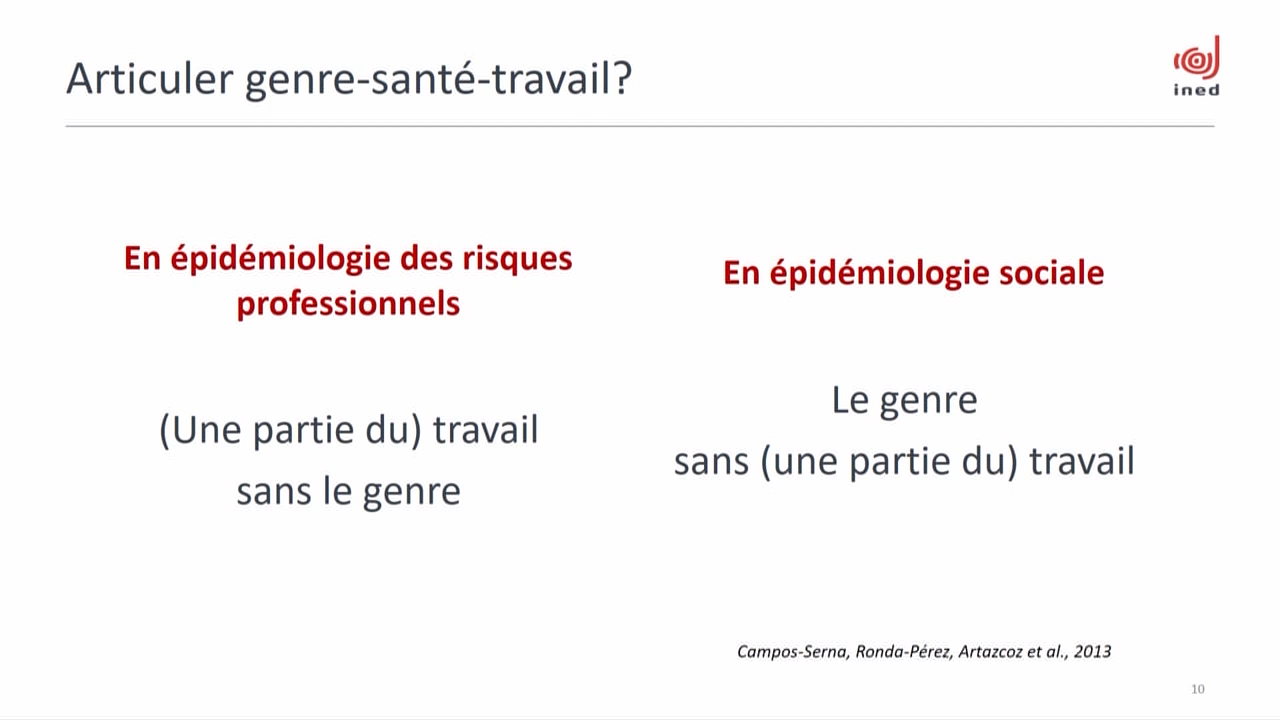 Articuler genre-santé-travail?
ined
En épidémiologie des risques
professionnels
(Une partie du) travail
sans le genre
En épidémiologie sociale
Le genre
sans (une partie du) travail
Campos-Serna, Ronda-Pérez, Artazcoz et al., 2013
10